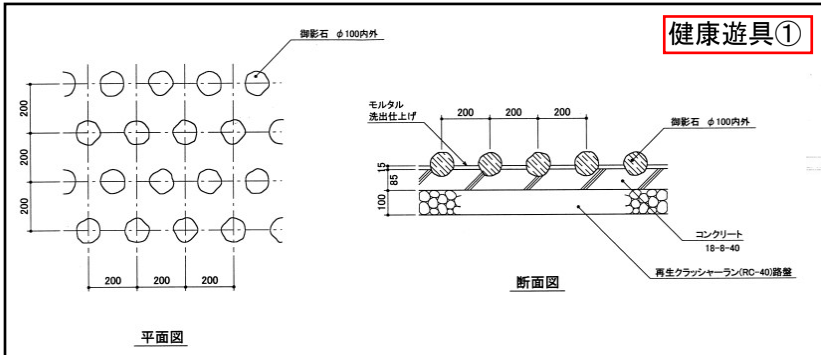 健康遊具①
御影石 φ100内外
200
200
200
200
200
200
平面図
モルタル
洗出仕上げ
200
200
200
御影石 φ100内外
15
85
100
コンクリート
18-8-40
再生クラッシャーラン(RC-40)路盤
断面図